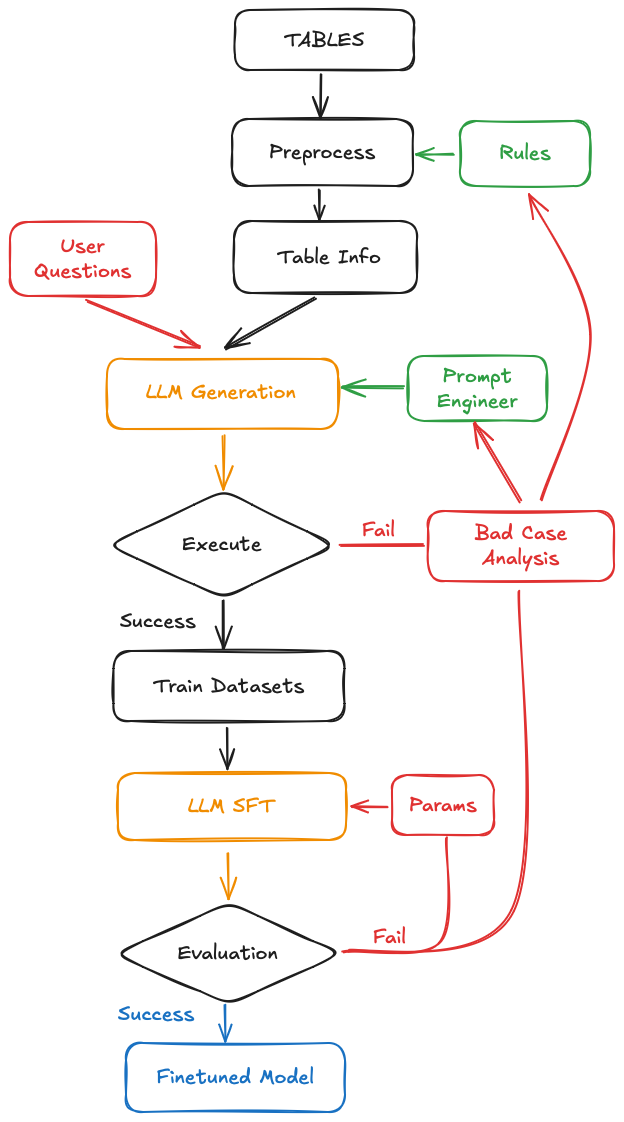 TABLES
Preprocess
Rules
User
Questions
Table Info
LLM Generation
Prompt
Engineer
Execute
Fail
Bad Case
Analysis
Success
Train Datasets
LLM SFT
Params
Evaluation
Fail
Success
Finetuned Model